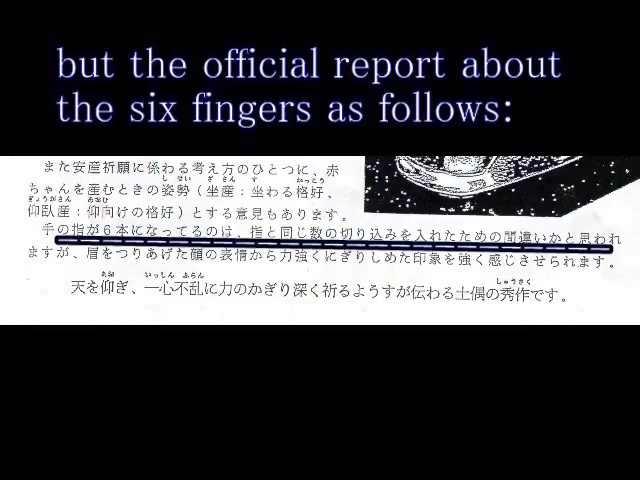 but the official report about
the six fingers as follows:
また安産祈願に係わる考え方のひとつに、赤
ちゃんを産むときの姿勢（坐産：坐わる格好、
仰臥産：仰向けの格好）とする意見もあります。
手の指が６本になってるのは、指と同じ数の切り込みを入れたための間違いかと思われ
ますが、眉をつりあげた顔の表情から力強くにぎりしめた印象を強く感じさせられます。
天を仰ぎ、一心不乱に力のかぎり深く祈るようすが伝わる土偶の秀作です。